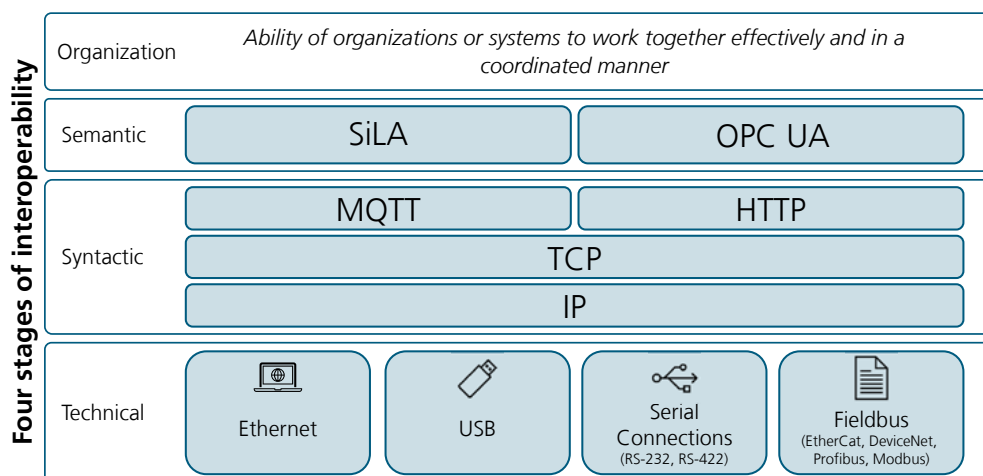 Four stages of interoperability
Organization
Ability of organizations or systems to work together effectively and in a
coordinated manner
Semantic
SiLA
OPC UA
Syntactic
MQTT
HTTP
TCP
IP
Technical
Ethernet
USB
Serial
Connections
(RS-232, RS-422)
Fieldbus
(EtherCat, DeviceNet,
Profibus, Modbus)